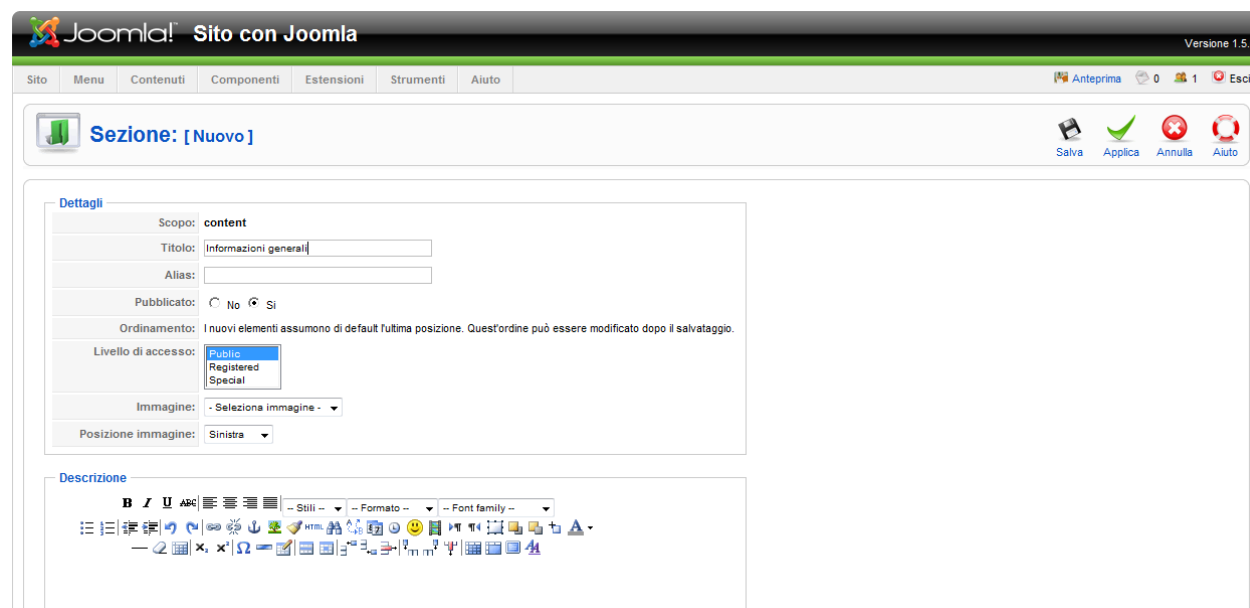 Joomla! Sito con Joomla
Versione 1.5.
Sito Menu Contenuti Componenti Estensioni Strumenti Aiuto Anteprima 0 1 Esci
Sezione: [ Nuovo ]
Salva Applica Annulla Aiuto
Dettagli
Scopo: content
Titolo: Informazioni generali
Alias:
Pubblicato: No Si
Ordinamento: I nuovi elementi assumono di default l'ultima posizione. Quest'ordine può essere modificato dopo il salvataggio.
Livello di accesso: Public
Registered
Special
Immagine: - Seleziona immagine -
Posizione immagine: Sinistra
Descrizione
B I U ABC -- Stili -- -- Formato -- -- Font family --
HTML